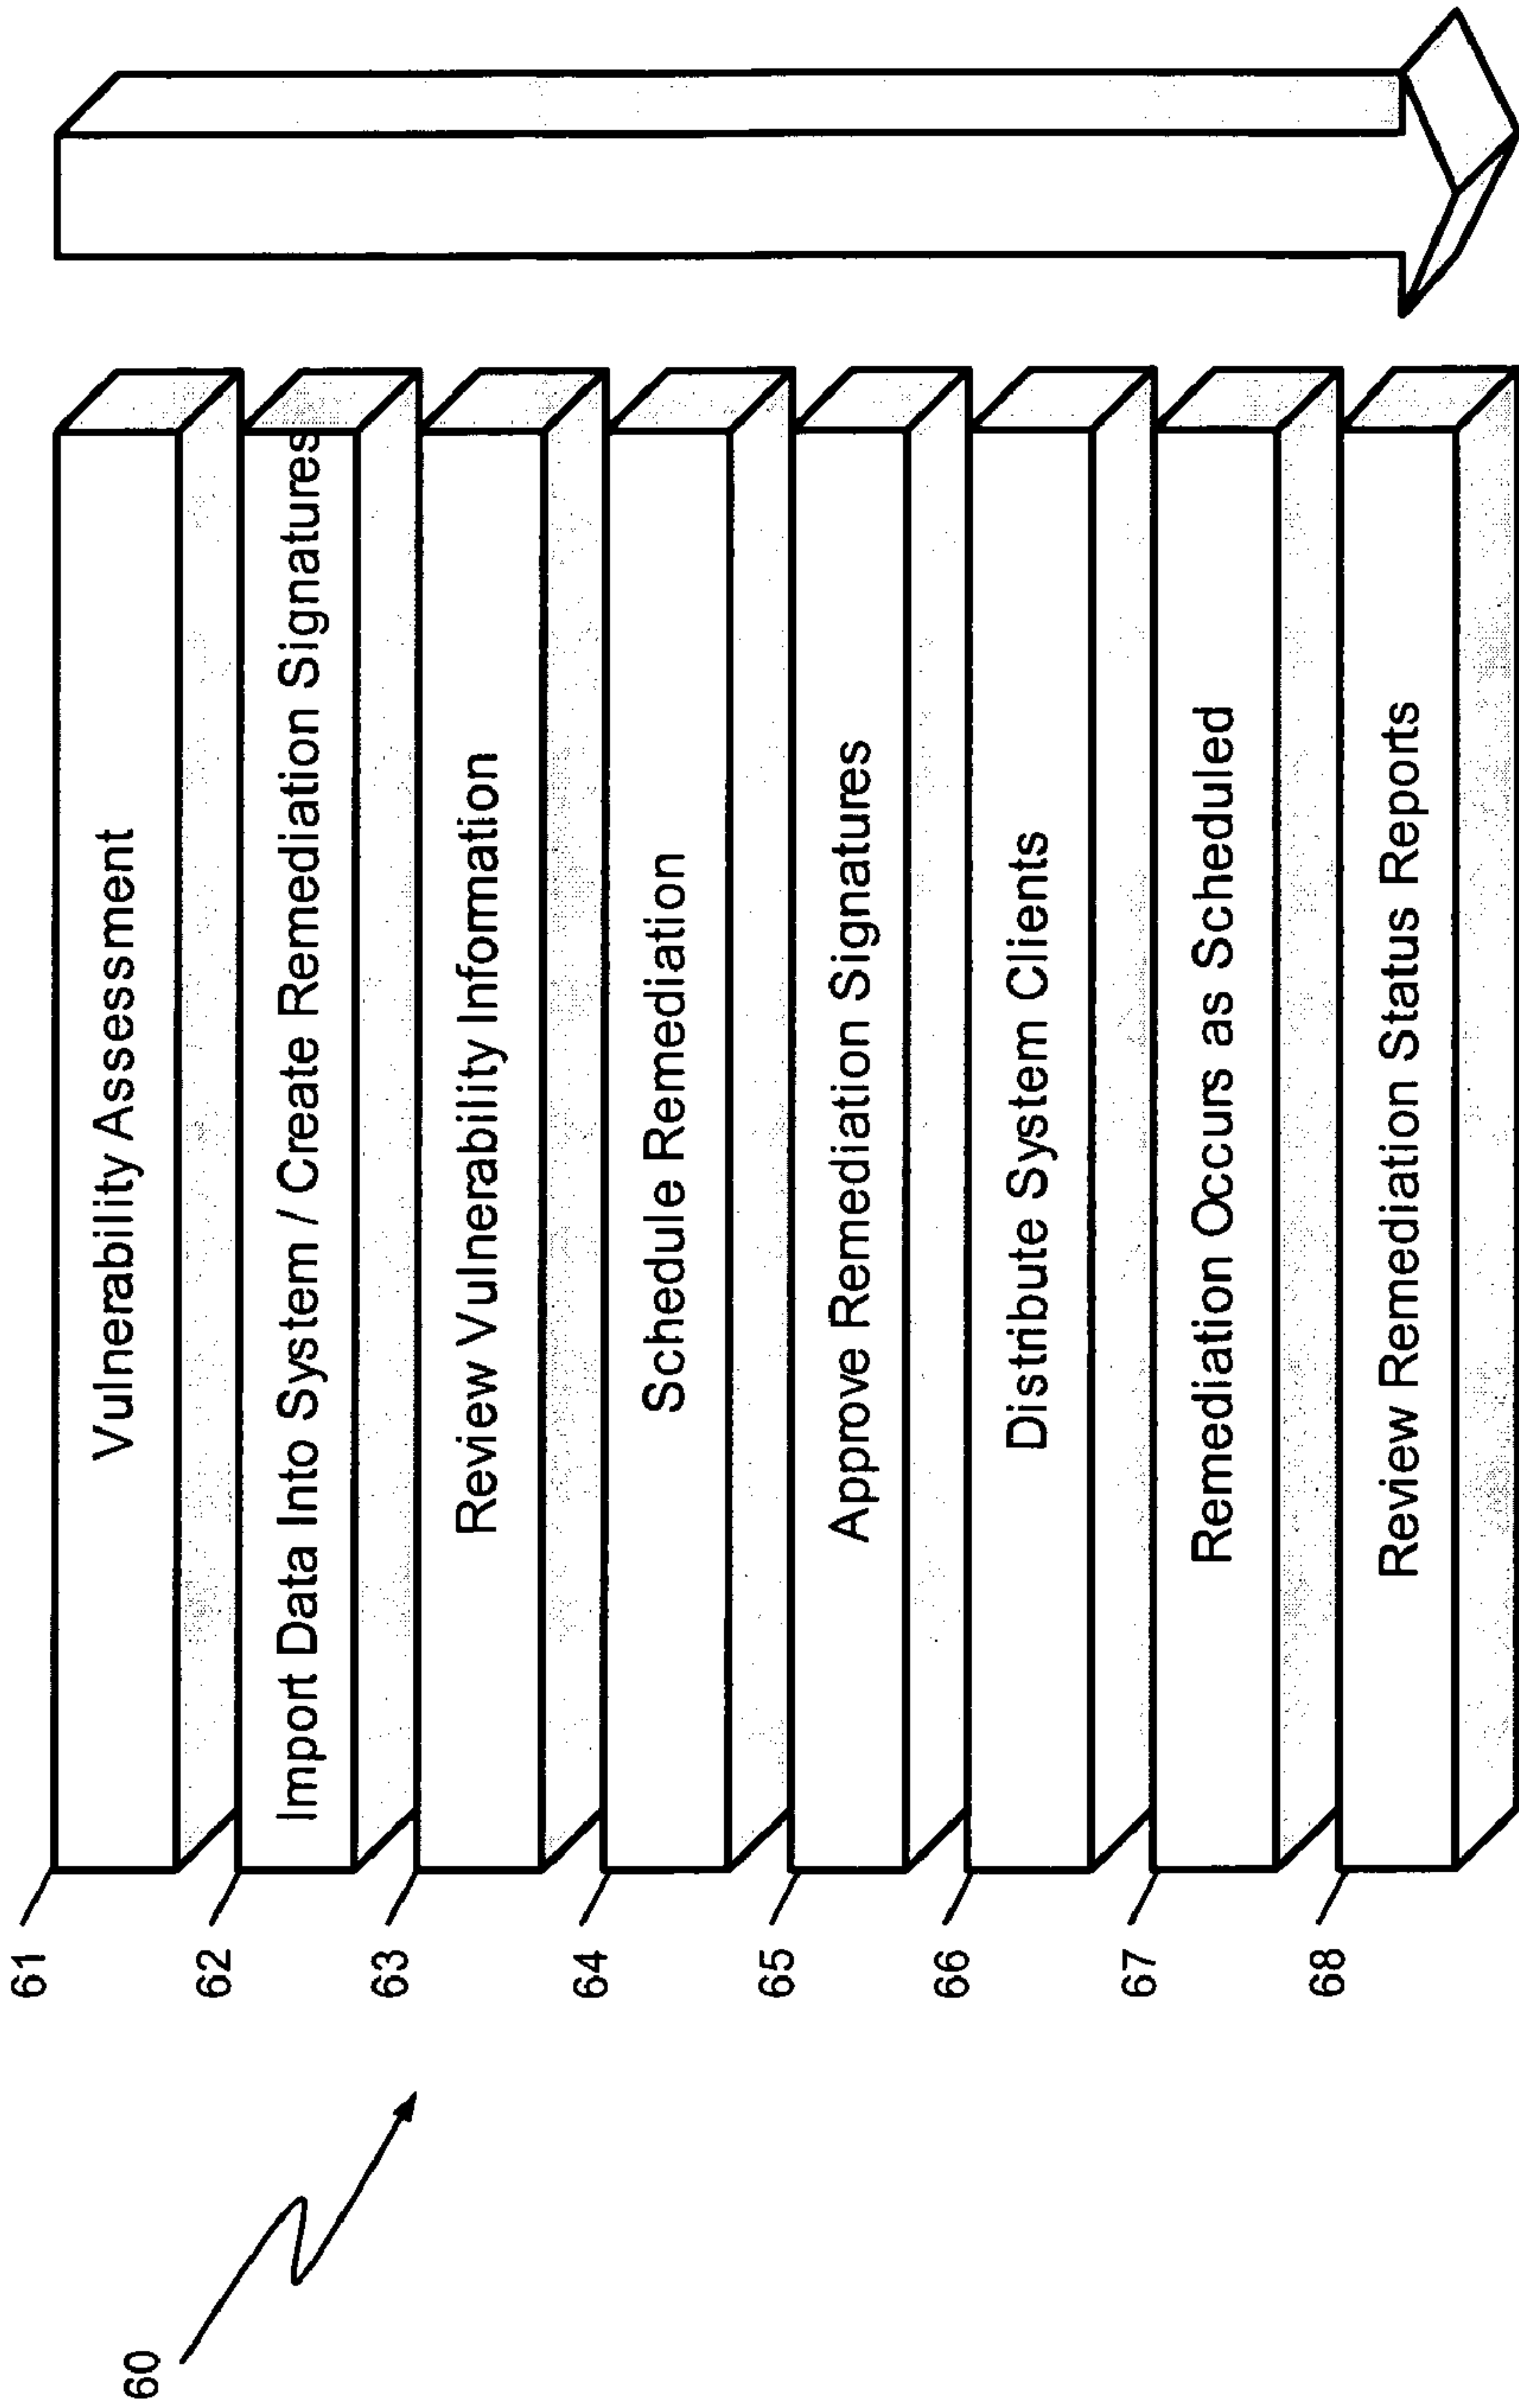 60
61
Vulnerability Assessment
62
Import Data Into System / Create Remediation Signatures
63
Review Vulnerability Information
64
Schedule Remediation
65
Approve Remediation Signatures
66
Distribute System Clients
67
Remediation Occurs as Scheduled
68
Review Remediation Status Reports